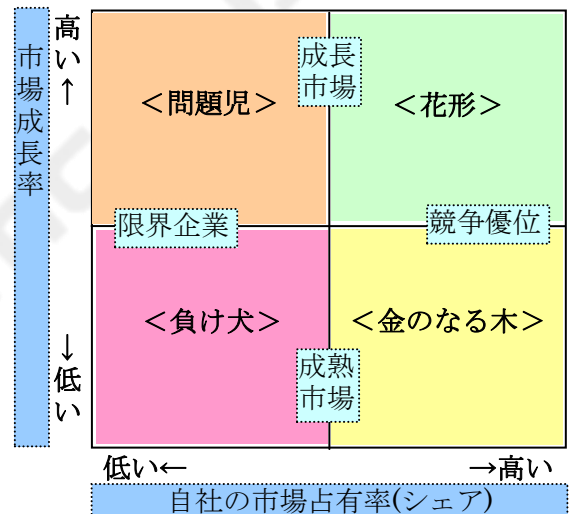 市場成長率
高い↑
成長
市場
＜問題児＞
＜花形＞
限界企業
競争優位
＜負け犬＞
＜金のなる木＞
↓低い
成熟
市場
低い←
→高い
自社の市場占有率(シェア)